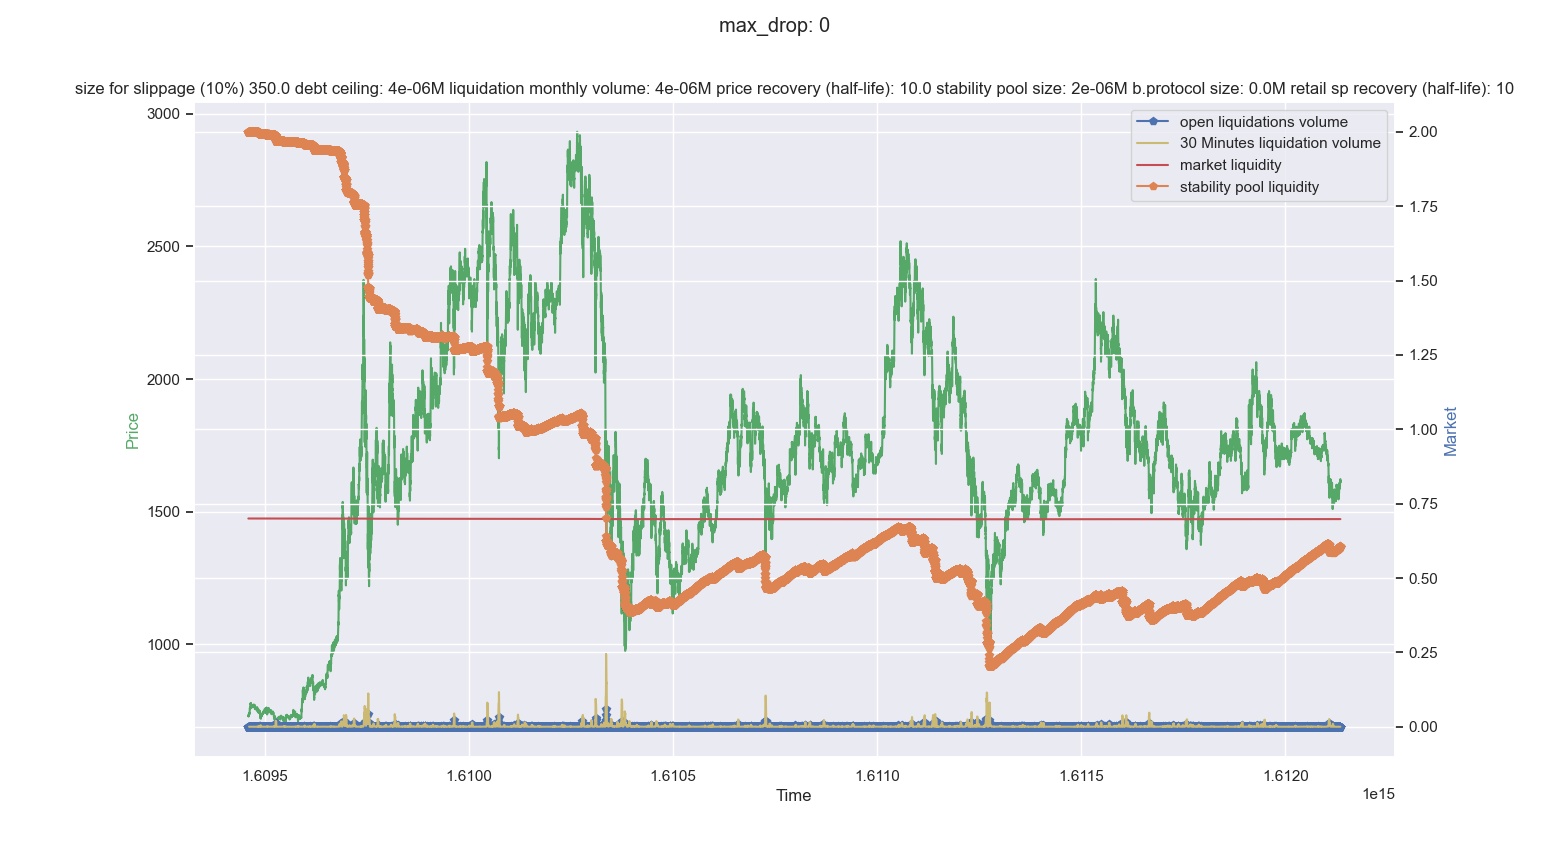 max_drop: 0
size for slippage (10%) 350.0 debt ceiling: 4e-06M liquidation monthly volume: 4e-06M price recovery (half-life): 10.0 stability pool size: 2e-06M b.protocol size: 0.0M retail sp recovery (half-life): 10
open liquidations volume
30 Minutes liquidation volume
market liquidity
stability pool liquidity
3000
2500
2000
1500
1000
Price
2.00
1.75
1.50
1.25
1.00
0.75
0.50
0.25
0.00
Market
1.6095
1.6100
1.6105
1.6110
1.6115
1.6120
1e15
Time